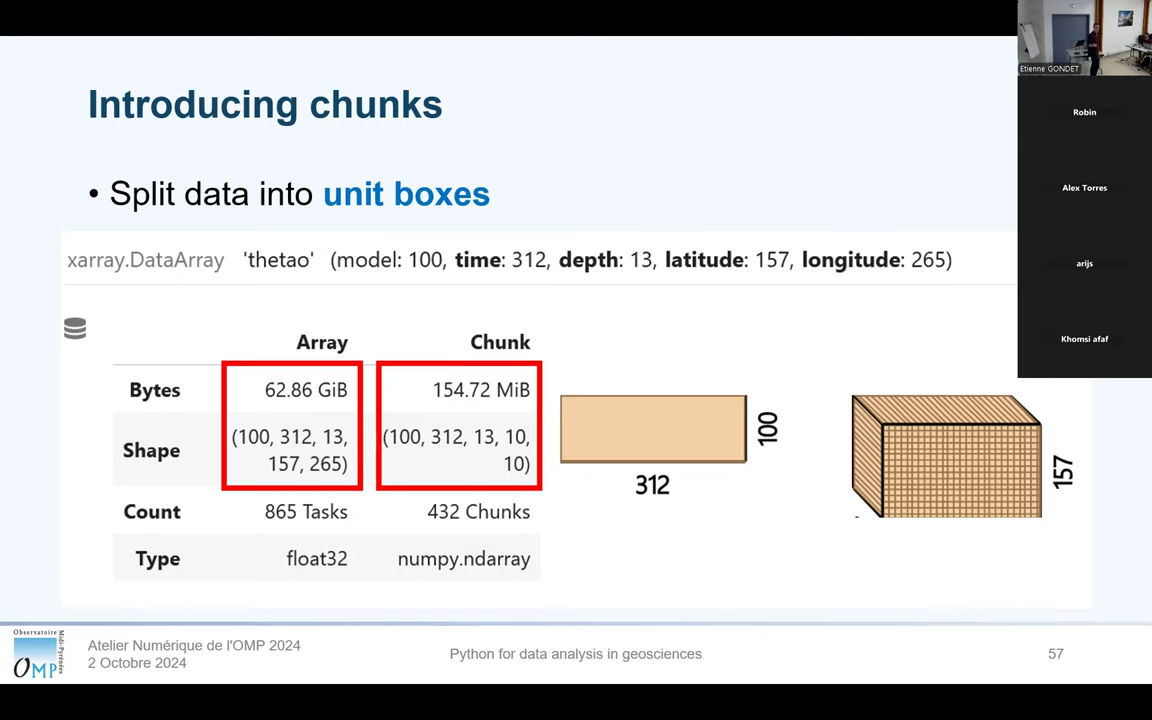 Introducing chunks
• Split data into unit boxes
xarray.DataArray 'thetao' (model: 100, time: 312, depth: 13, latitude: 157, longitude: 265)
Array Chunk
Bytes 62.86 GiB 154.72 MiB
Shape (100, 312, 13, 157, 265) (100, 312, 13, 10, 10)
Count 865 Tasks 432 Chunks
Type float32 numpy.ndarray
100
312
157
Etienne GONDET
Robin
Alex Torres
arijs
Khomsi afaf
Observatoire Midi-Pyrénées
OMP
Atelier Numérique de l'OMP 2024
2 Octobre 2024
Python for data analysis in geosciences
57